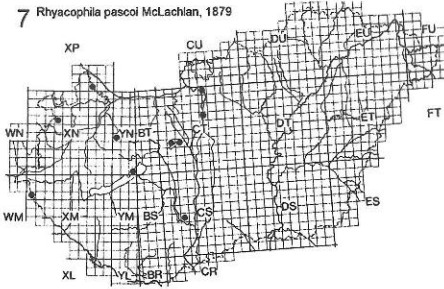 7 Rhyacophila pascoi McLachlan, 1879
XP CU DU EU FU
WN XN YN BT DT ET FT
WM XM YM BS CS DS ES
XL YL BR CR